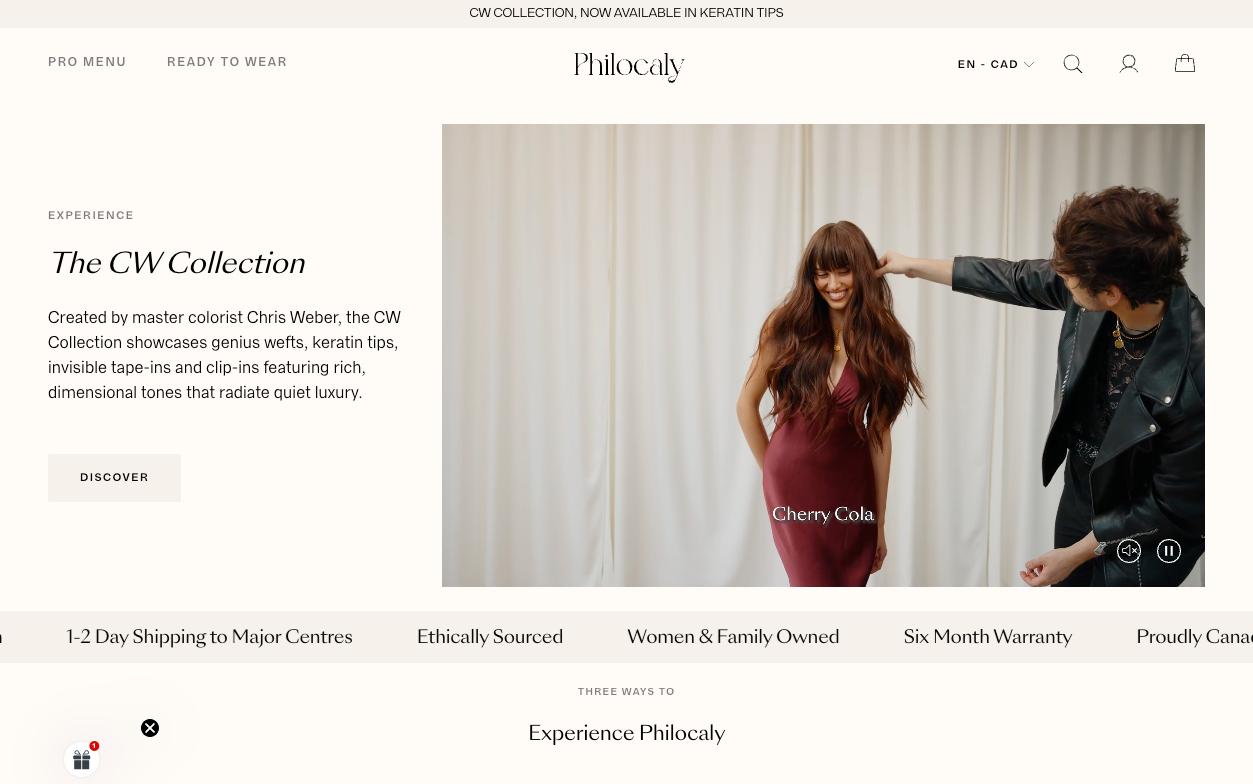 CW COLLECTION, NOW AVAILABLE IN KERATIN TIPS
PRO MENU
READY TO WEAR
Philocaly
EN - CAD
EXPERIENCE
The CW Collection
Created by master colorist Chris Weber, the CW
Collection showcases genius wefts, keratin tips,
invisible tape-ins and clip-ins featuring rich,
dimensional tones that radiate quiet luxury.
DISCOVER
Cherry Cola
1-2 Day Shipping to Major Centres
Ethically Sourced
Women & Family Owned
Six Month Warranty
Proudly
THREE WAYS TO
Experience Philocaly
1